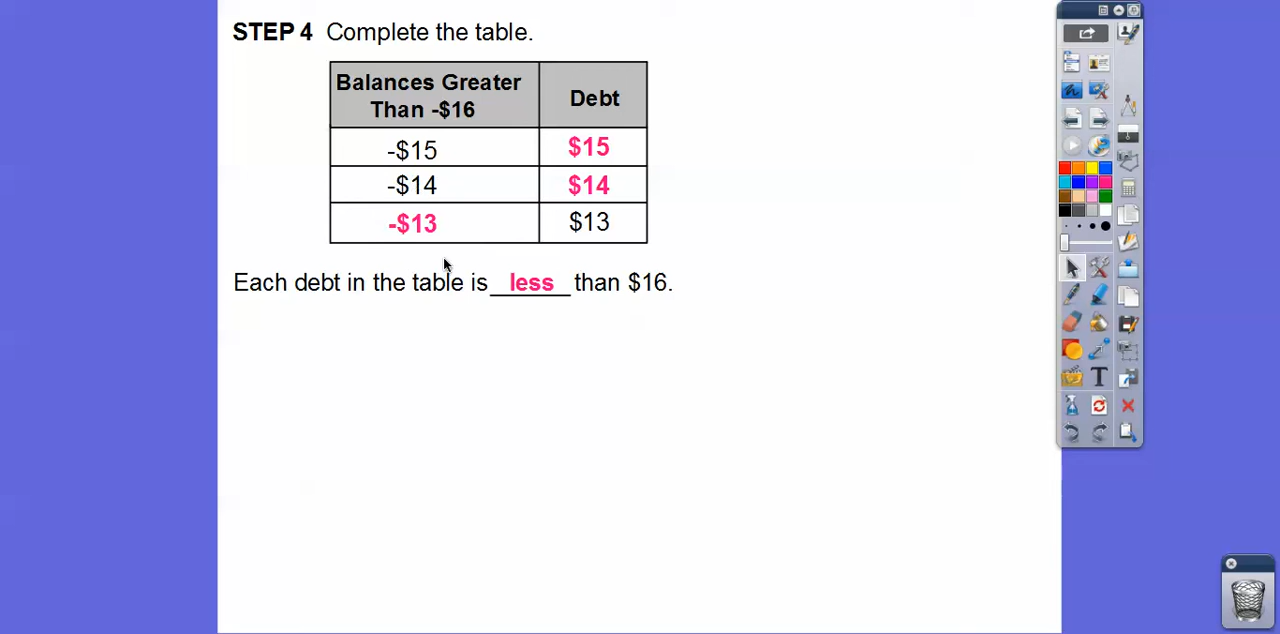 STEP 4 Complete the table.
Balances Greater Than -$16 Debt
-$15 $15
-$14 $14
-$13 $13
Each debt in the table is less than $16.
T